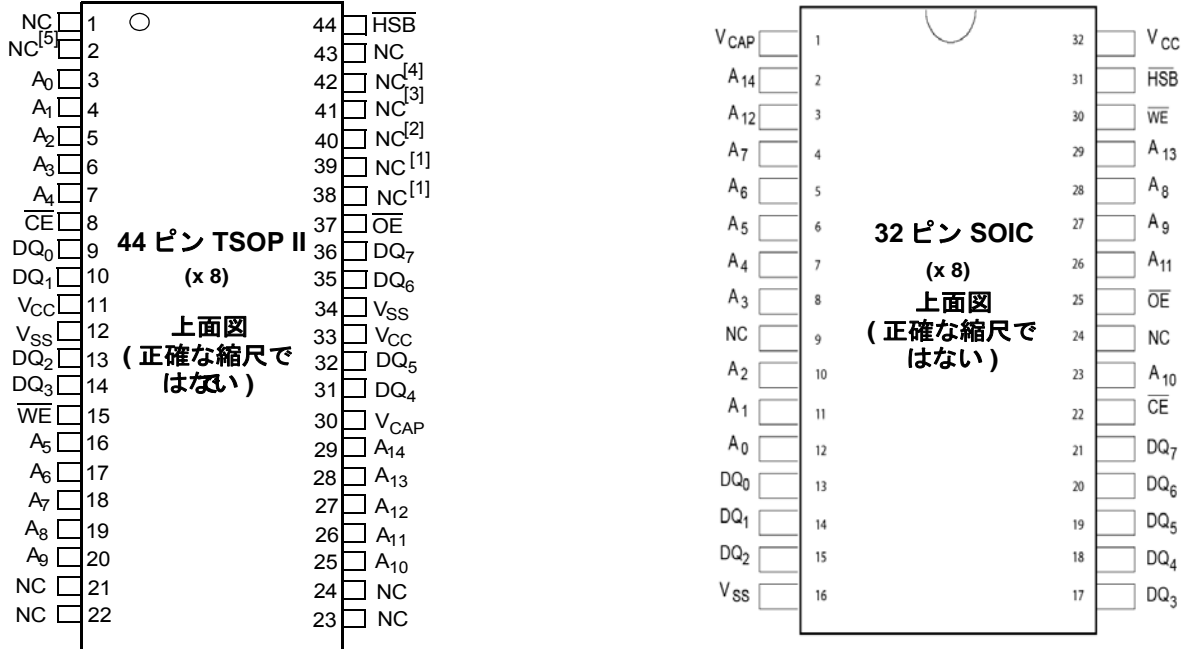 NC 1 44 HSB
NC[5] 2 43 NC
A0 3 42 NC[4]
A1 4 41 NC[3]
A2 5 40 NC[2]
A3 6 39 NC[1]
A4 7 38 NC[1]
CE 8 37 OE
DQ0 9 36 DQ7
DQ1 10 35 DQ6
VCC 11 34 VSS
VSS 12 33 VCC
DQ2 13 32 DQ5
DQ3 14 31 DQ4
WE 15 30 VCAP
A5 16 29 A14
A6 17 28 A13
A7 18 27 A12
A8 19 26 A11
A9 20 25 A10
NC 21 24 NC
NC 22 23 NC
44 ピン TSOP II
(x 8)
上面図
( 正確な縮尺で
はない )
VCAP 1 32 VCC
A14 2 31 HSB
A12 3 30 WE
A7 4 29 A13
A6 5 28 A8
A5 6 27 A9
A4 7 26 A11
A3 8 25 OE
NC 9 24 NC
A2 10 23 A10
A1 11 22 CE
A0 12 21 DQ7
DQ0 13 20 DQ6
DQ1 14 19 DQ5
DQ2 15 18 DQ4
VSS 16 17 DQ3
32 ピン SOIC
(x 8)
上面図
( 正確な縮尺で
はない )